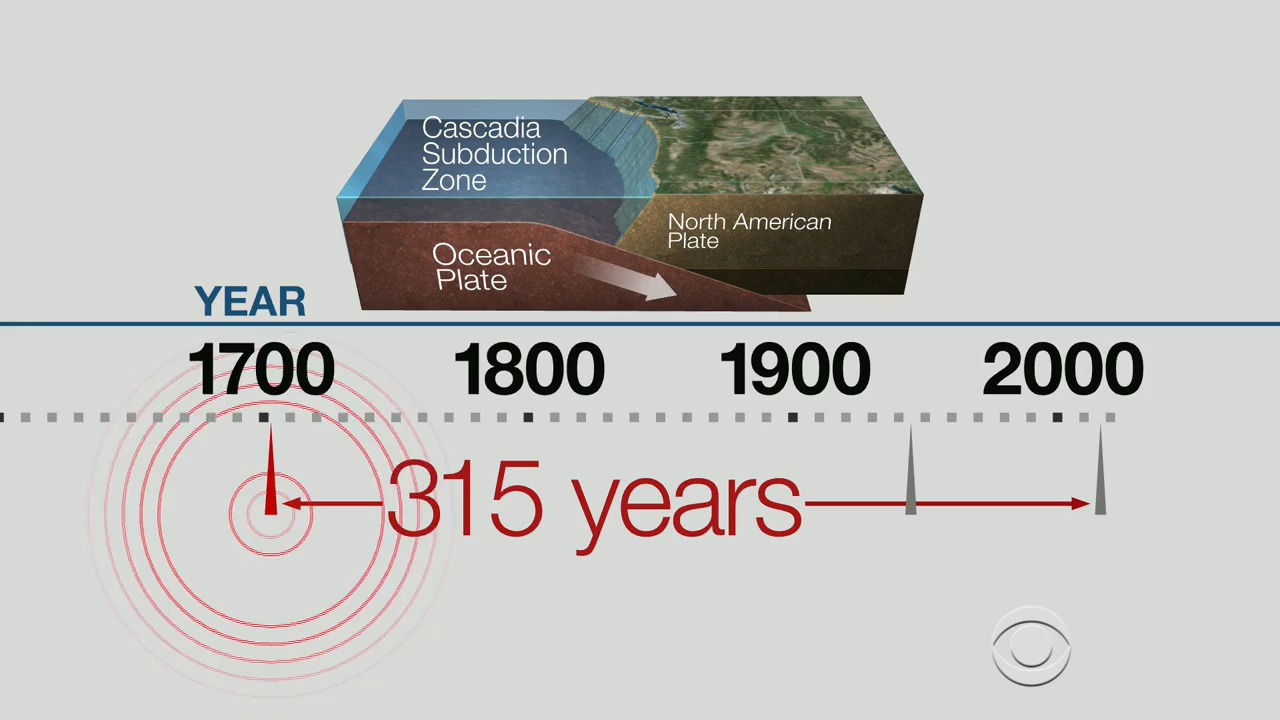 Cascadia
Subduction
Zone
North American
Plate
Oceanic
Plate
YEAR
1700 1800 1900 2000
315 years